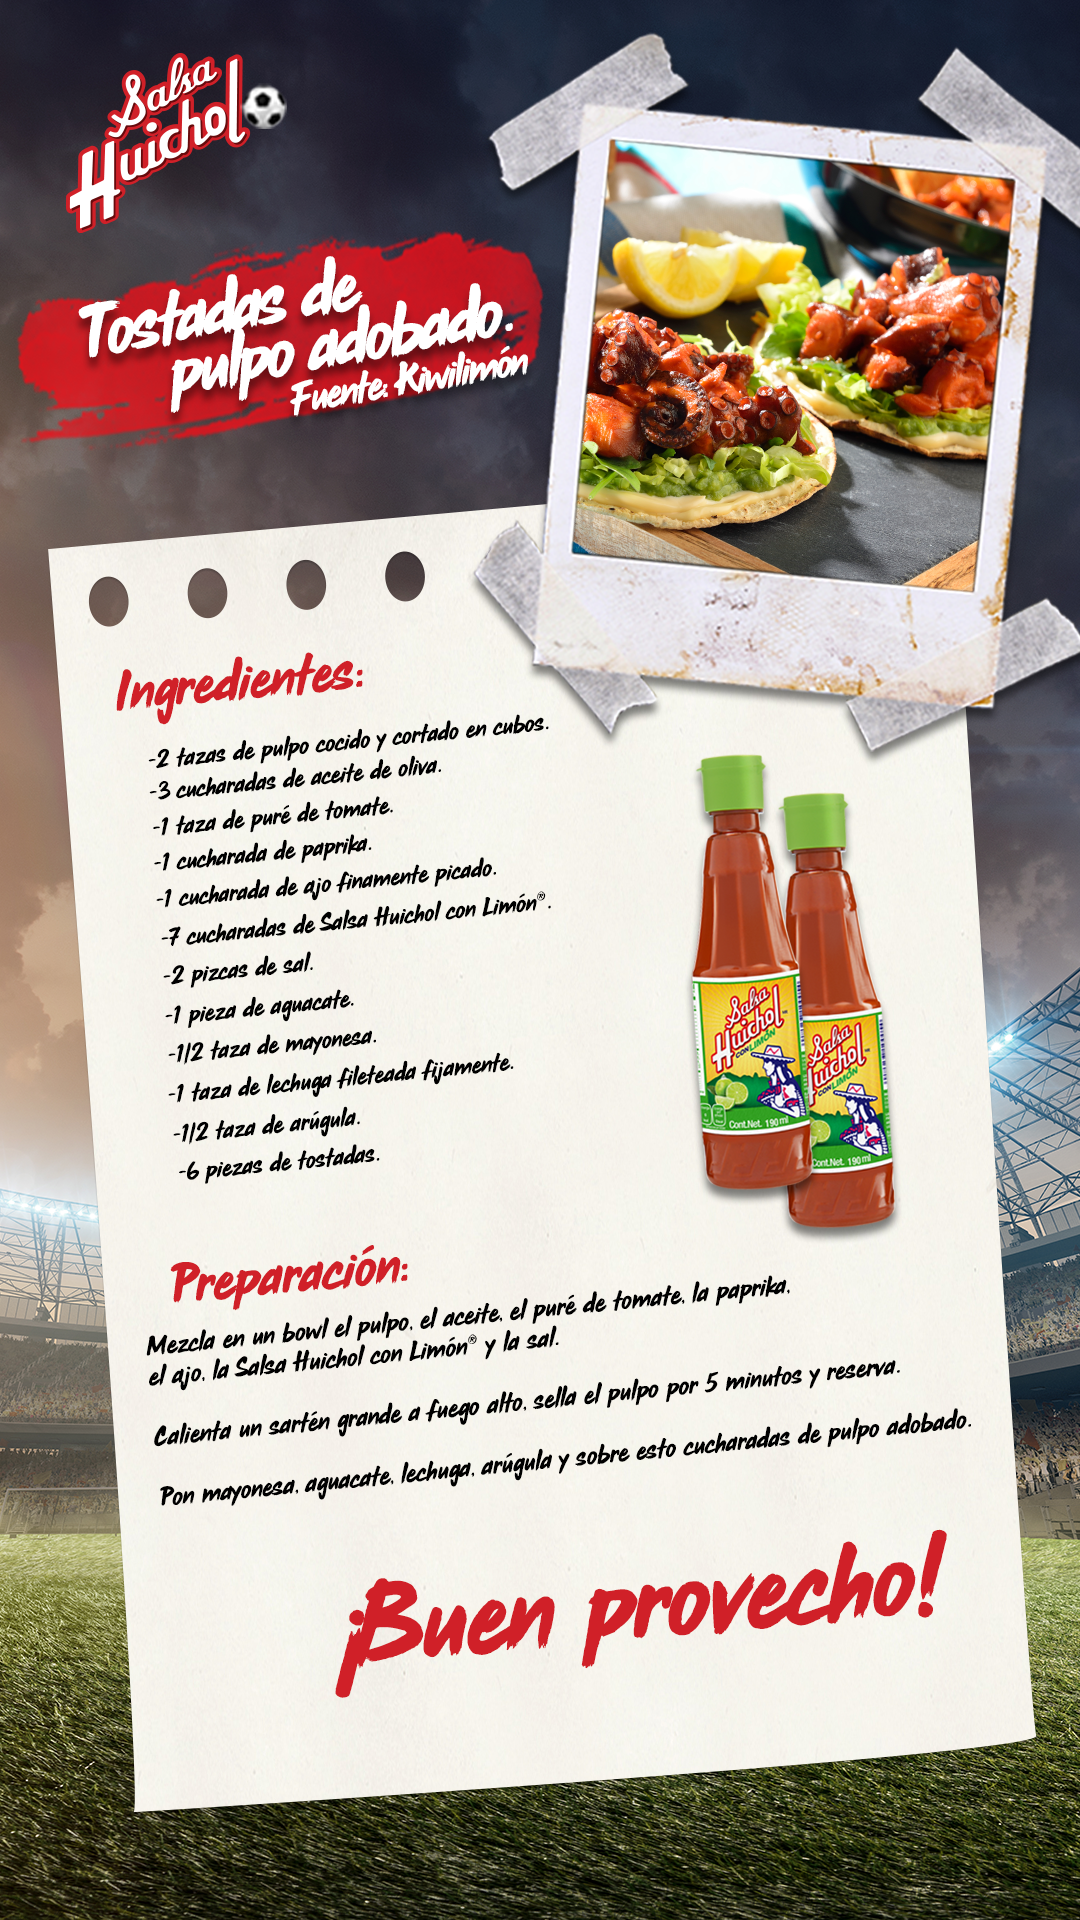 Salsa
Huichol
Tostadas de
pulpo adobado.
Fuente: Kiwilimón
Ingredientes:
-2 tazas de pulpo cocido y cortado en cubos.
-3 cucharadas de aceite de oliva.
-1 taza de puré de tomate.
-1 cucharada de paprika.
-1 cucharada de ajo finamente picado.
-7 cucharadas de Salsa Huichol con Limón®.
-2 pizcas de sal.
-1 pieza de aguacate.
-1/2 taza de mayonesa.
-1 taza de lechuga fileteada fijamente.
-1/2 taza de arúgula.
-6 piezas de tostadas.
Salsa
Huichol
CON LIMÓN
Cont.Net. 190 ml
Salsa
Huichol
CON LIMÓN
Cont.Net. 190 ml
Preparación:
Mezcla en un bowl el pulpo, el aceite, el puré de tomate, la paprika,
el ajo, la Salsa Huichol con Limón® y la sal.
Calienta un sartén grande a fuego alto, sella el pulpo por 5 minutos y reserva.
Pon mayonesa, aguacate, lechuga, arúgula y sobre esto cucharadas de pulpo adobado.
¡Buen provecho!